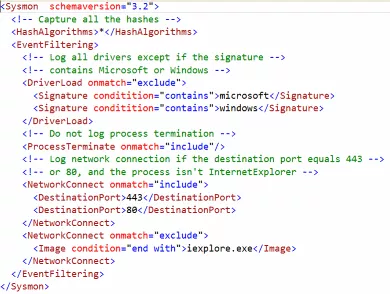 <Sysmon  schemaversion="3.2">
<!-- Capture all the hashes -->
<HashAlgorithms>*</HashAlgorithms>
<EventFiltering>
<!-- Log all drivers except if the signature -->
<!-- contains Microsoft or Windows -->
<DriverLoad onmatch="exclude">
<Signature conditition="contains">microsoft</Signature>
<Signature conditition="contains">windows</Signature>
</DriverLoad>
<!-- Do not log process termination -->
<ProcessTerminate onmatch="include"/>
<!-- Log network connection if the destination port equals 443 -->
<!-- or 80, and the process isn't InternetExplorer -->
<NetworkConnect onmatch="include">
<DestinationPort>443</DestinationPort>
<DestinationPort>80</DestinationPort>
</NetworkConnect>
<NetworkConnect onmatch="exclude">
<Image condition="end with">iexplore.exe</Image>
</NetworkConnect>
</EventFiltering>
</Sysmon>